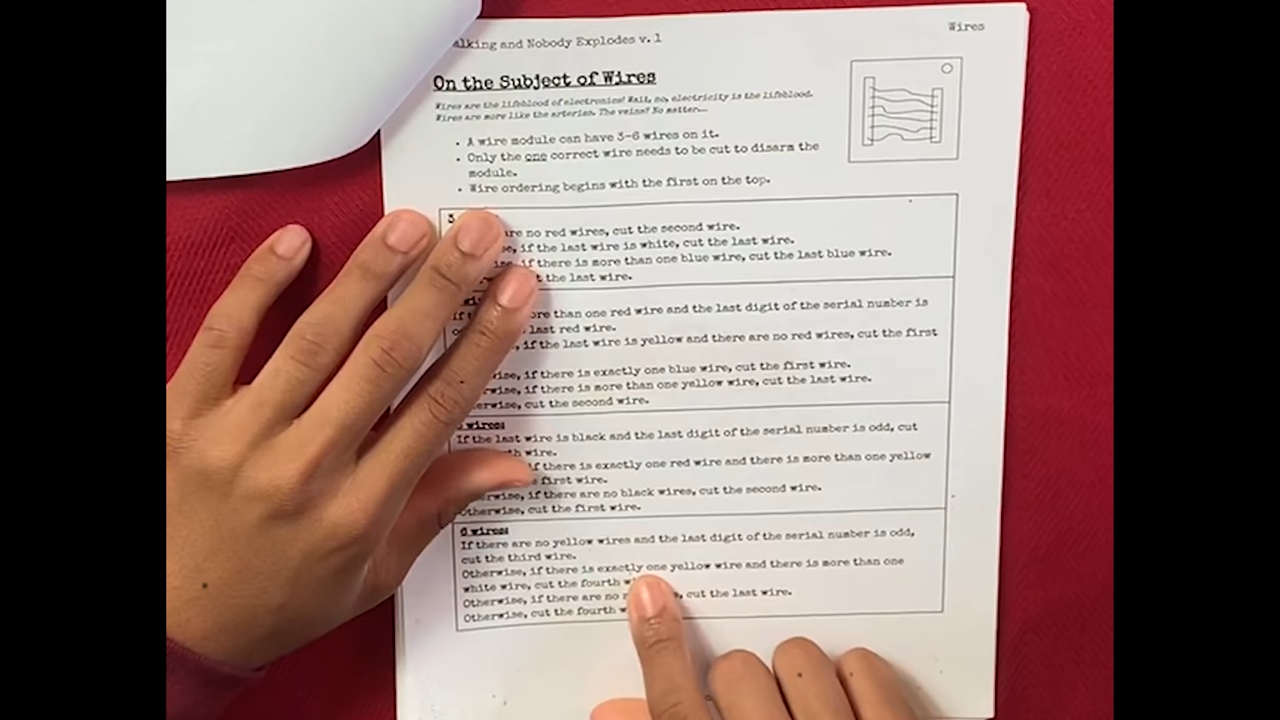 alking and Nobody Explodes v. 1
Wires
On the Subject of Wires
Wires are the lifeblood of electronics! Wait, no, electricity is the lifeblood.
Wires are more like the arteries. The veins? No matter...
• A wire module can have 3-6 wires on it.
• Only the one correct wire needs to be cut to disarm the
module.
• Wire ordering begins with the first on the top.
3
are no red wires, cut the second wire.
if the last wire is white, cut the last wire.
if there is more than one blue wire, cut the last blue wire.
the last wire.
more than one red wire and the last digit of the serial number is
last red wire.
if the last wire is yellow and there are no red wires, cut the first
if there is exactly one blue wire, cut the first wire.
if there is more than one yellow wire, cut the last wire.
cut the second wire.
wires:
If the last wire is black and the last digit of the serial number is odd, cut
wire.
if there is exactly one red wire and there is more than one yellow
first wire.
if there are no black wires, cut the second wire.
Otherwise, cut the first wire.
6 wires:
If there are no yellow wires and the last digit of the serial number is odd,
cut the third wire.
Otherwise, if there is exactly one yellow wire and there is more than one
white wire, cut the fourth
Otherwise, if there are no cut the last wire.
Otherwise, cut the fourth